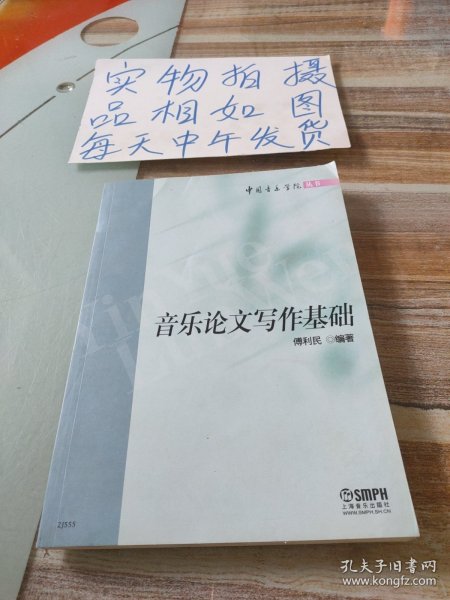 实物拍摄
品相如图
每天中午发货
中国音乐学院丛书
音乐论文写作基础
傅利民 ◎编著
SMPH
上海音乐出版社
WWW.SMPH.SH.CN
ZJ555
孔夫子旧书网
www.kongfz.com